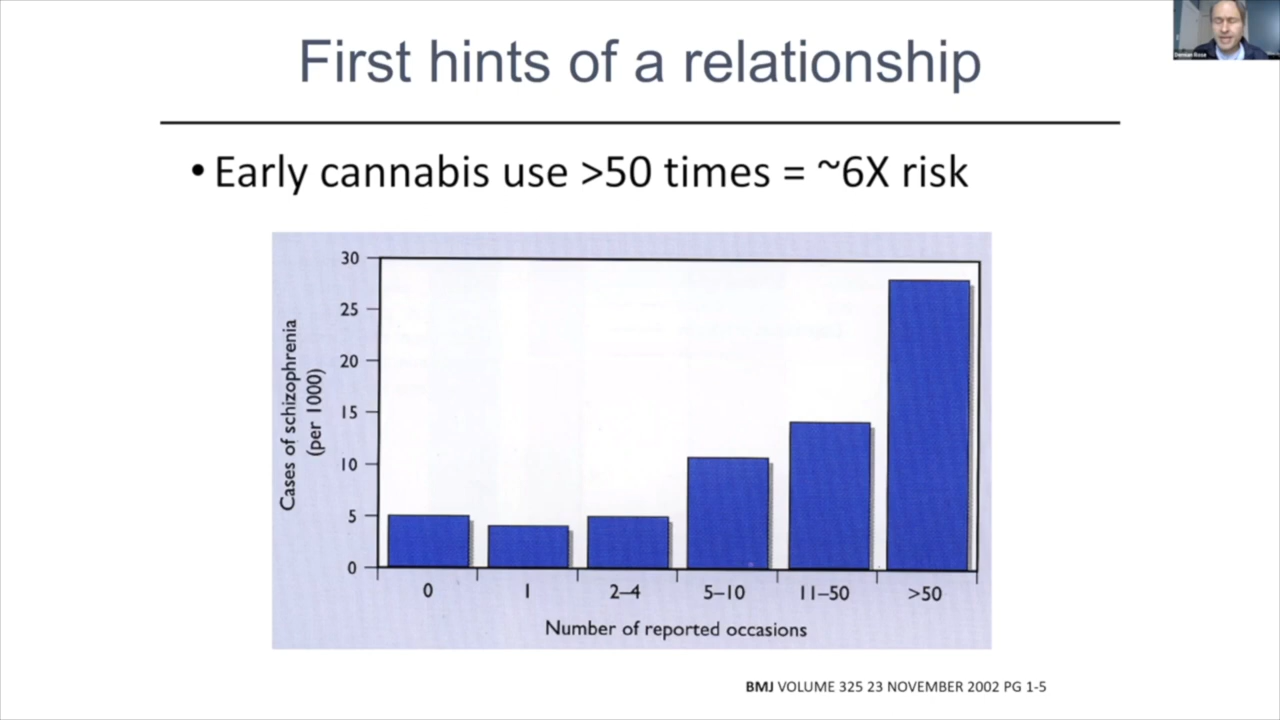 First hints of a relationship
• Early cannabis use >50 times = ~6X risk
Cases of schizophrenia
(per 1000)
30
25
20
15
10
5
0
0 1 2–4 5–10 11–50 >50
Number of reported occasions
BMJ VOLUME 325 23 NOVEMBER 2002 PG 1-5